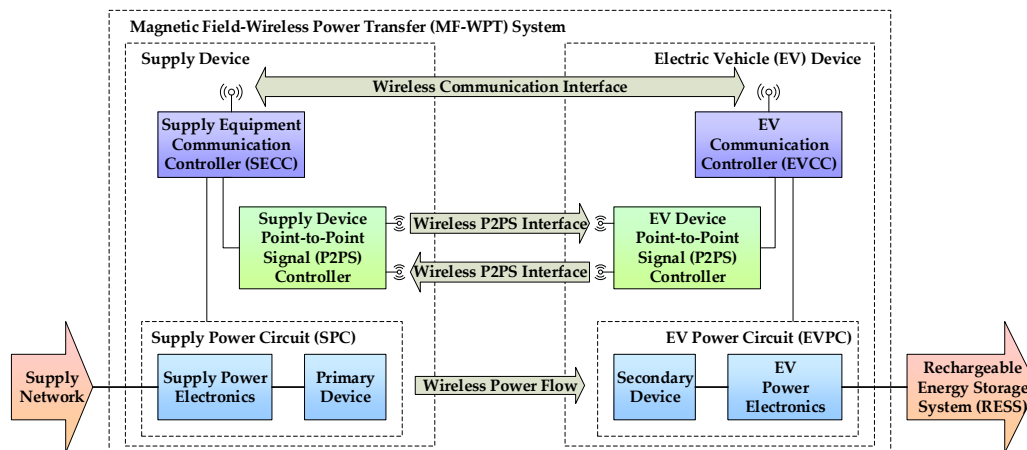 Magnetic Field-Wireless Power Transfer (MF-WPT) System
Supply Device
Electric Vehicle (EV) Device
Wireless Communication Interface
Supply Equipment
Communication
Controller (SECC)
EV
Communication
Controller (EVCC)
Supply Device
Point-to-Point
Signal (P2PS)
Controller
Wireless P2PS Interface
Wireless P2PS Interface
EV Device
Point-to-Point
Signal (P2PS)
Controller
Supply Power Circuit (SPC)
EV Power Circuit (EVPC)
Supply
Network
Supply Power
Electronics
Primary
Device
Wireless Power Flow
Secondary
Device
EV
Power
Electronics
Rechargeable
Energy Storage
System (RESS)